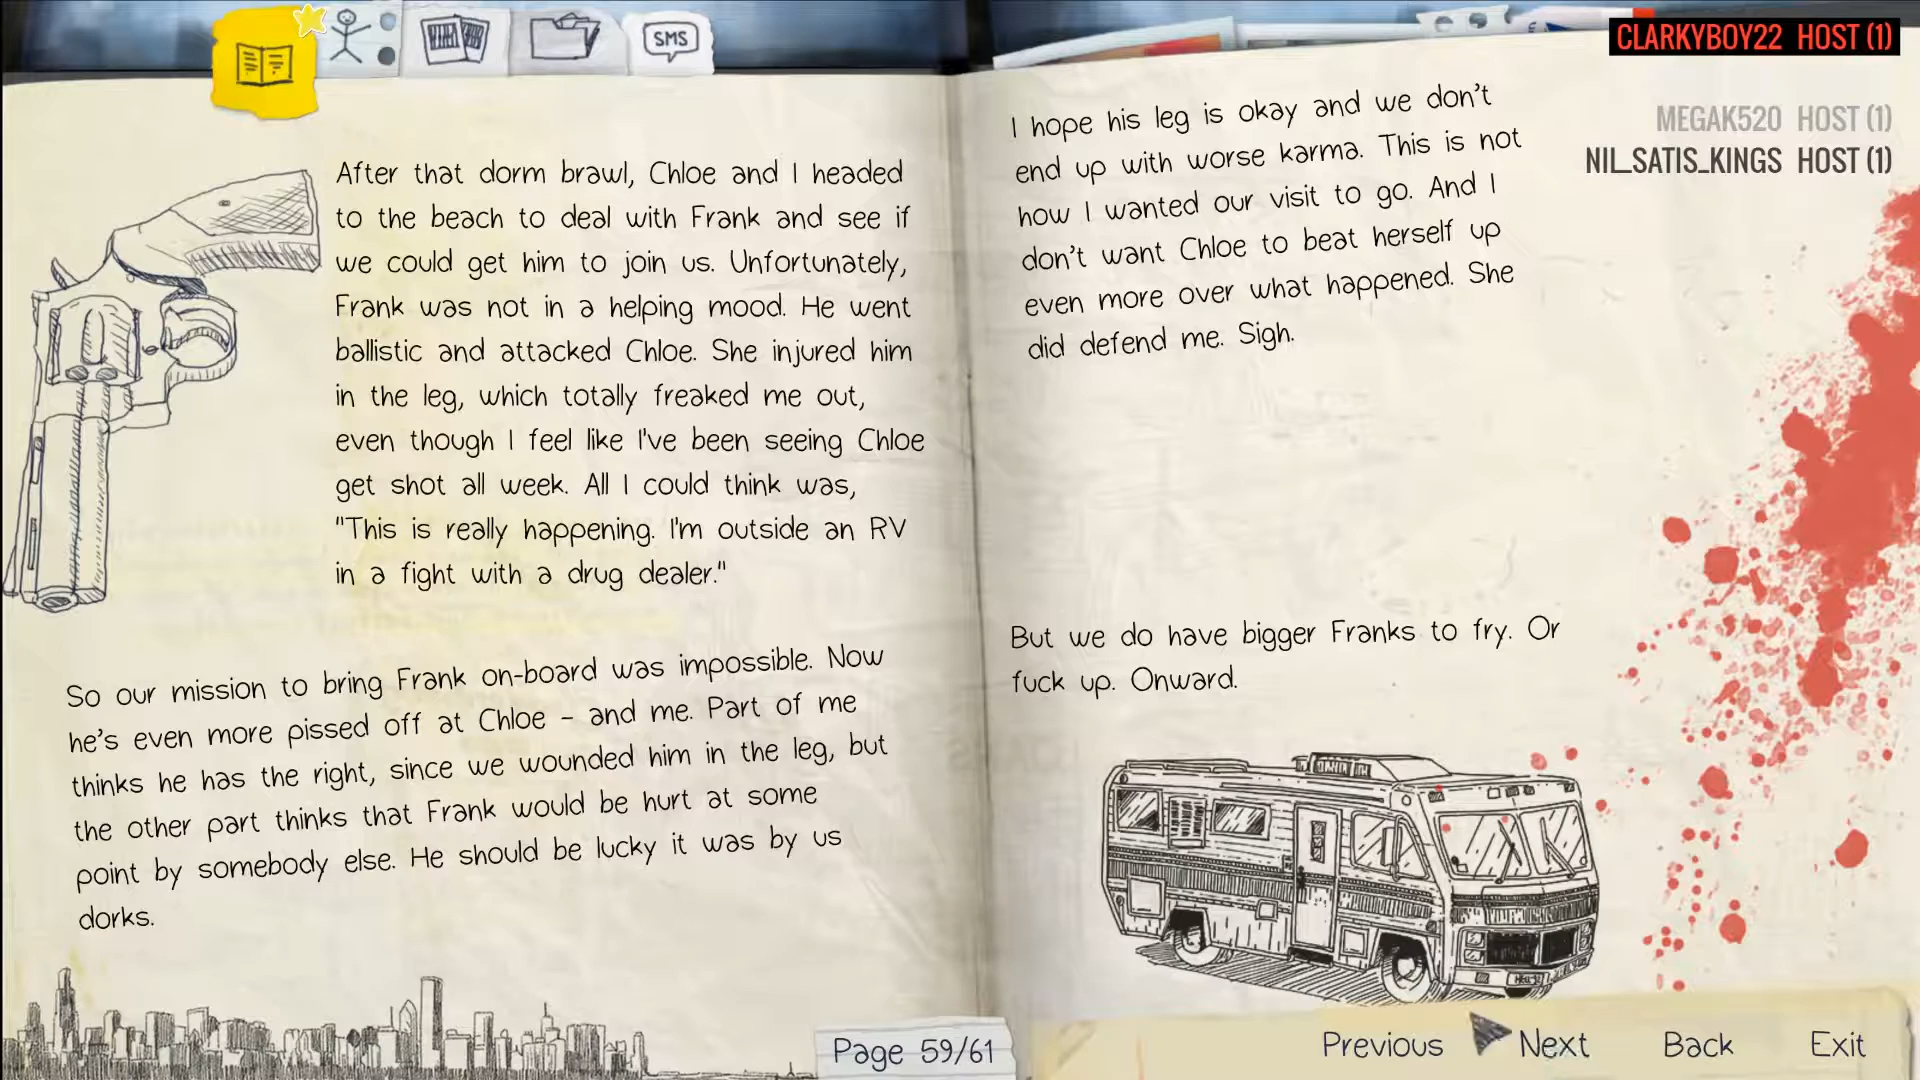 SMS
CLARKYBOY22 HOST (1)
MEGAK520 HOST (1)
NIL_SATIS_KINGS HOST (1)
After that dorm brawl, Chloe and I headed
to the beach to deal with Frank and see if
we could get him to join us. Unfortunately,
Frank was not in a helping mood. He went
ballistic and attacked Chloe. She injured him
in the leg, which totally freaked me out,
even though I feel like I've been seeing Chloe
get shot all week. All I could think was,
"This is really happening. I'm outside an RV
in a fight with a drug dealer."
So our mission to bring Frank on-board was impossible. Now
he's even more pissed off at Chloe - and me. Part of me
thinks he has the right, since we wounded him in the leg, but
the other part thinks that Frank would be hurt at some
point by somebody else. He should be lucky it was by us
dorks.
I hope his leg is okay and we don't
end up with worse karma. This is not
how I wanted our visit to go. And I
don't want Chloe to beat herself up
even more over what happened. She
did defend me. Sigh.
But we do have bigger Franks to fry. Or
fuck up. Onward.
Page 59/61
Previous
Next
Back
Exit